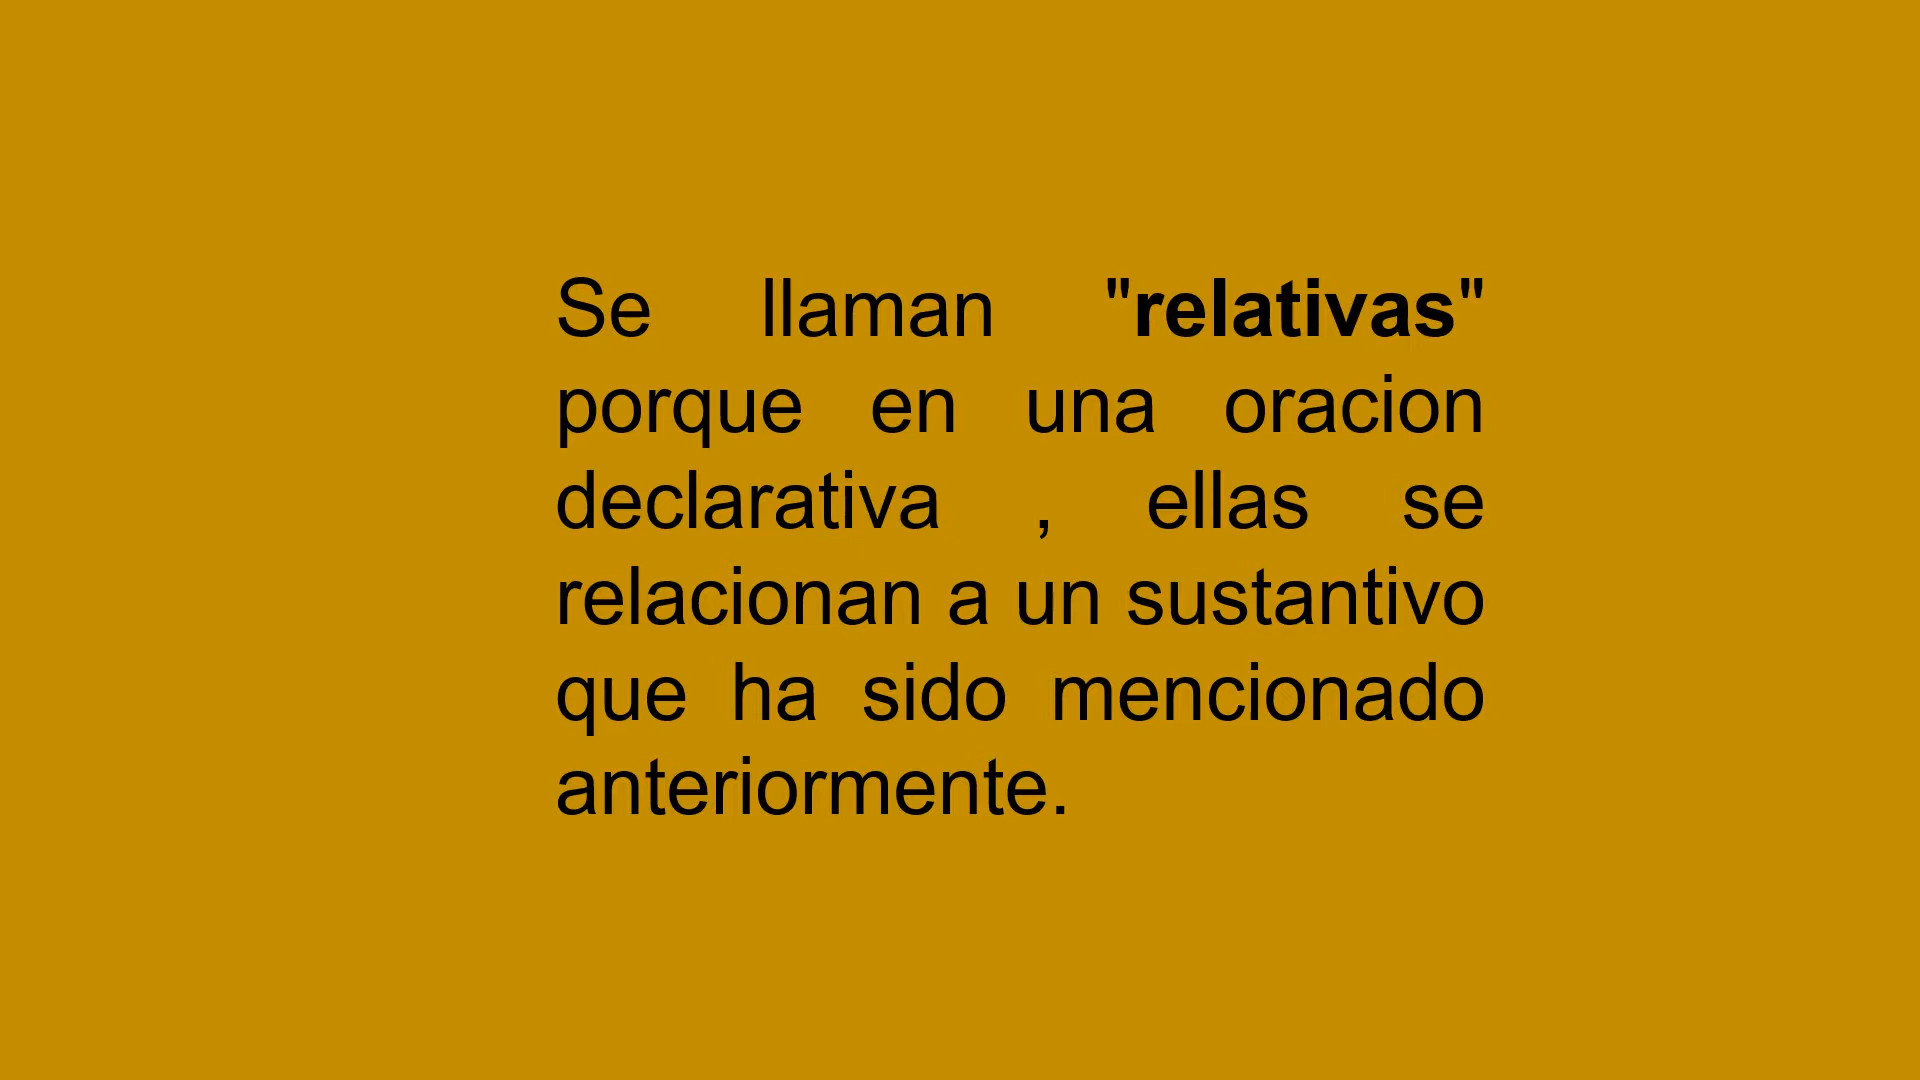 Se llaman "relativas"
porque en una oracion
declarativa , ellas se
relacionan a un sustantivo
que ha sido mencionado
anteriormente.